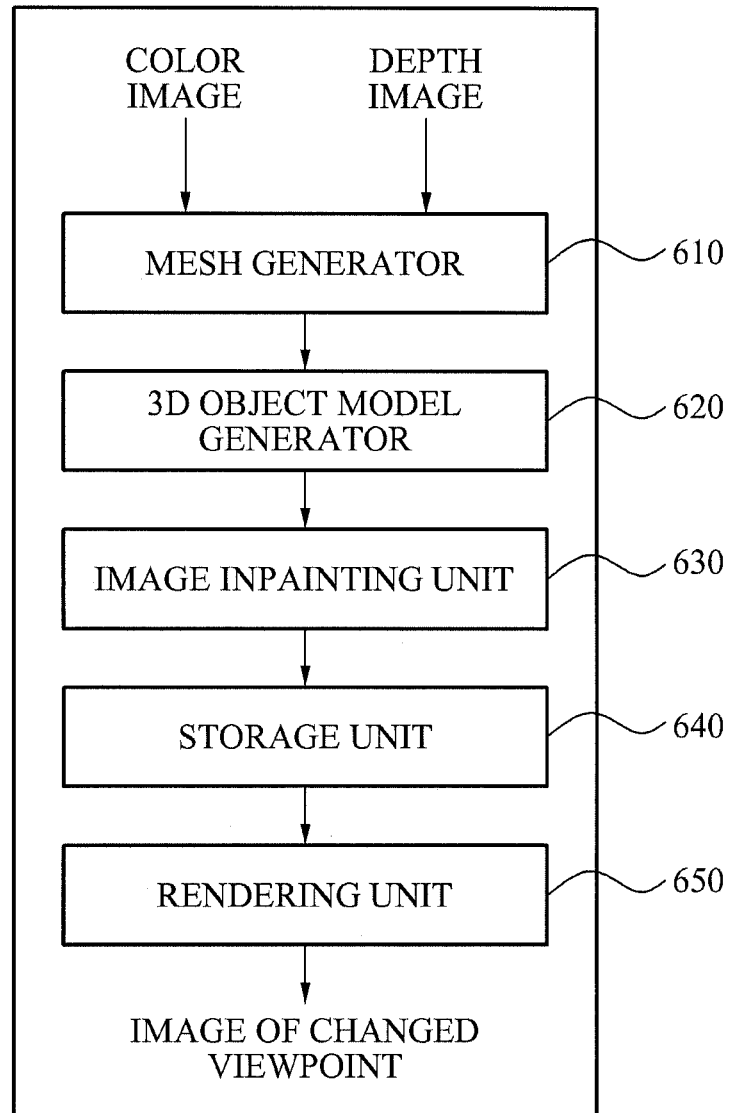 COLOR IMAGE
DEPTH IMAGE
MESH GENERATOR
610
3D OBJECT MODEL
GENERATOR
620
IMAGE INPAINTING UNIT
630
STORAGE UNIT
640
RENDERING UNIT
650
IMAGE OF CHANGED
VIEWPOINT